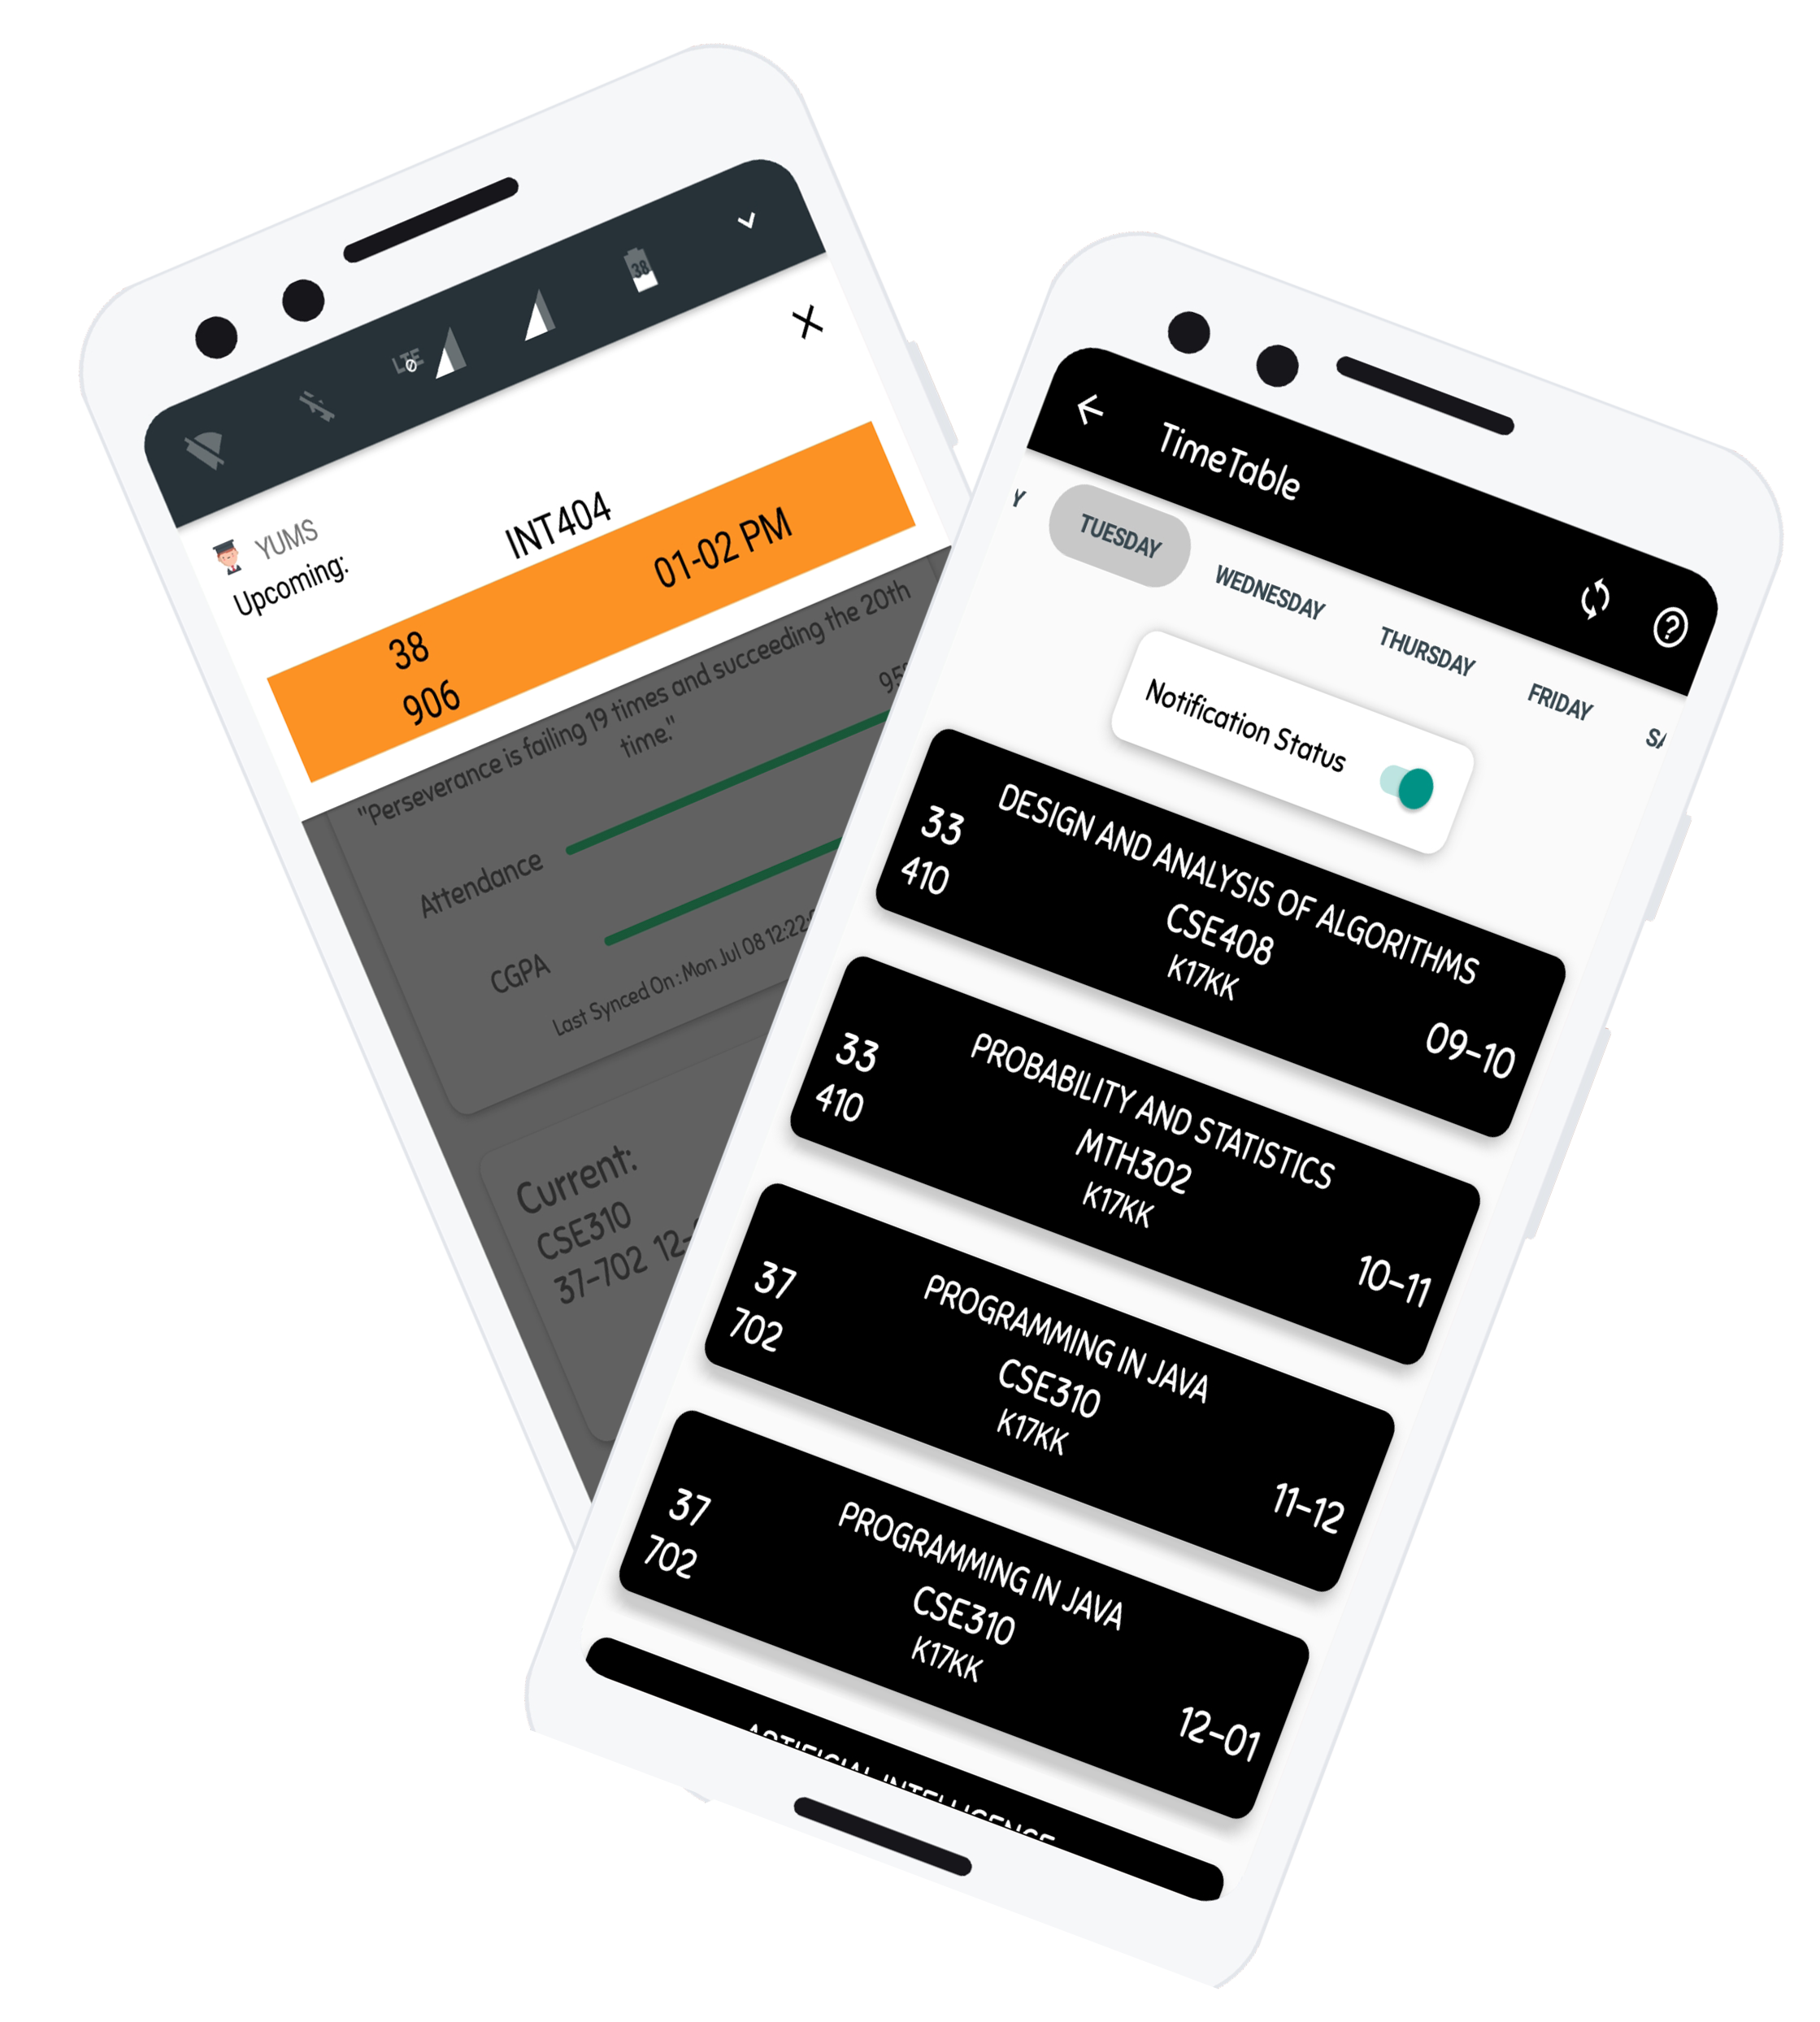 38
LTE
YUMS
Upcoming:
INT404
38
906
01-02 PM
"Perseverance is failing 19 times and succeeding the 20th
time."
Attendance
CGPA
Last Synced On : Mon Jul 08 12:22:
Current:
CSE310
37-702 12-
TimeTable
Y
TUESDAY
WEDNESDAY
THURSDAY
FRIDAY
SA
Notification Status
33
410
DESIGN AND ANALYSIS OF ALGORITHMS
CSE408
K17KK
09-10
33
410
PROBABILITY AND STATISTICS
MTH302
K17KK
10-11
37
702
PROGRAMMING IN JAVA
CSE310
K17KK
11-12
37
702
PROGRAMMING IN JAVA
CSE310
K17KK
12-01
ARTIFICIAL INTELLIGENCE